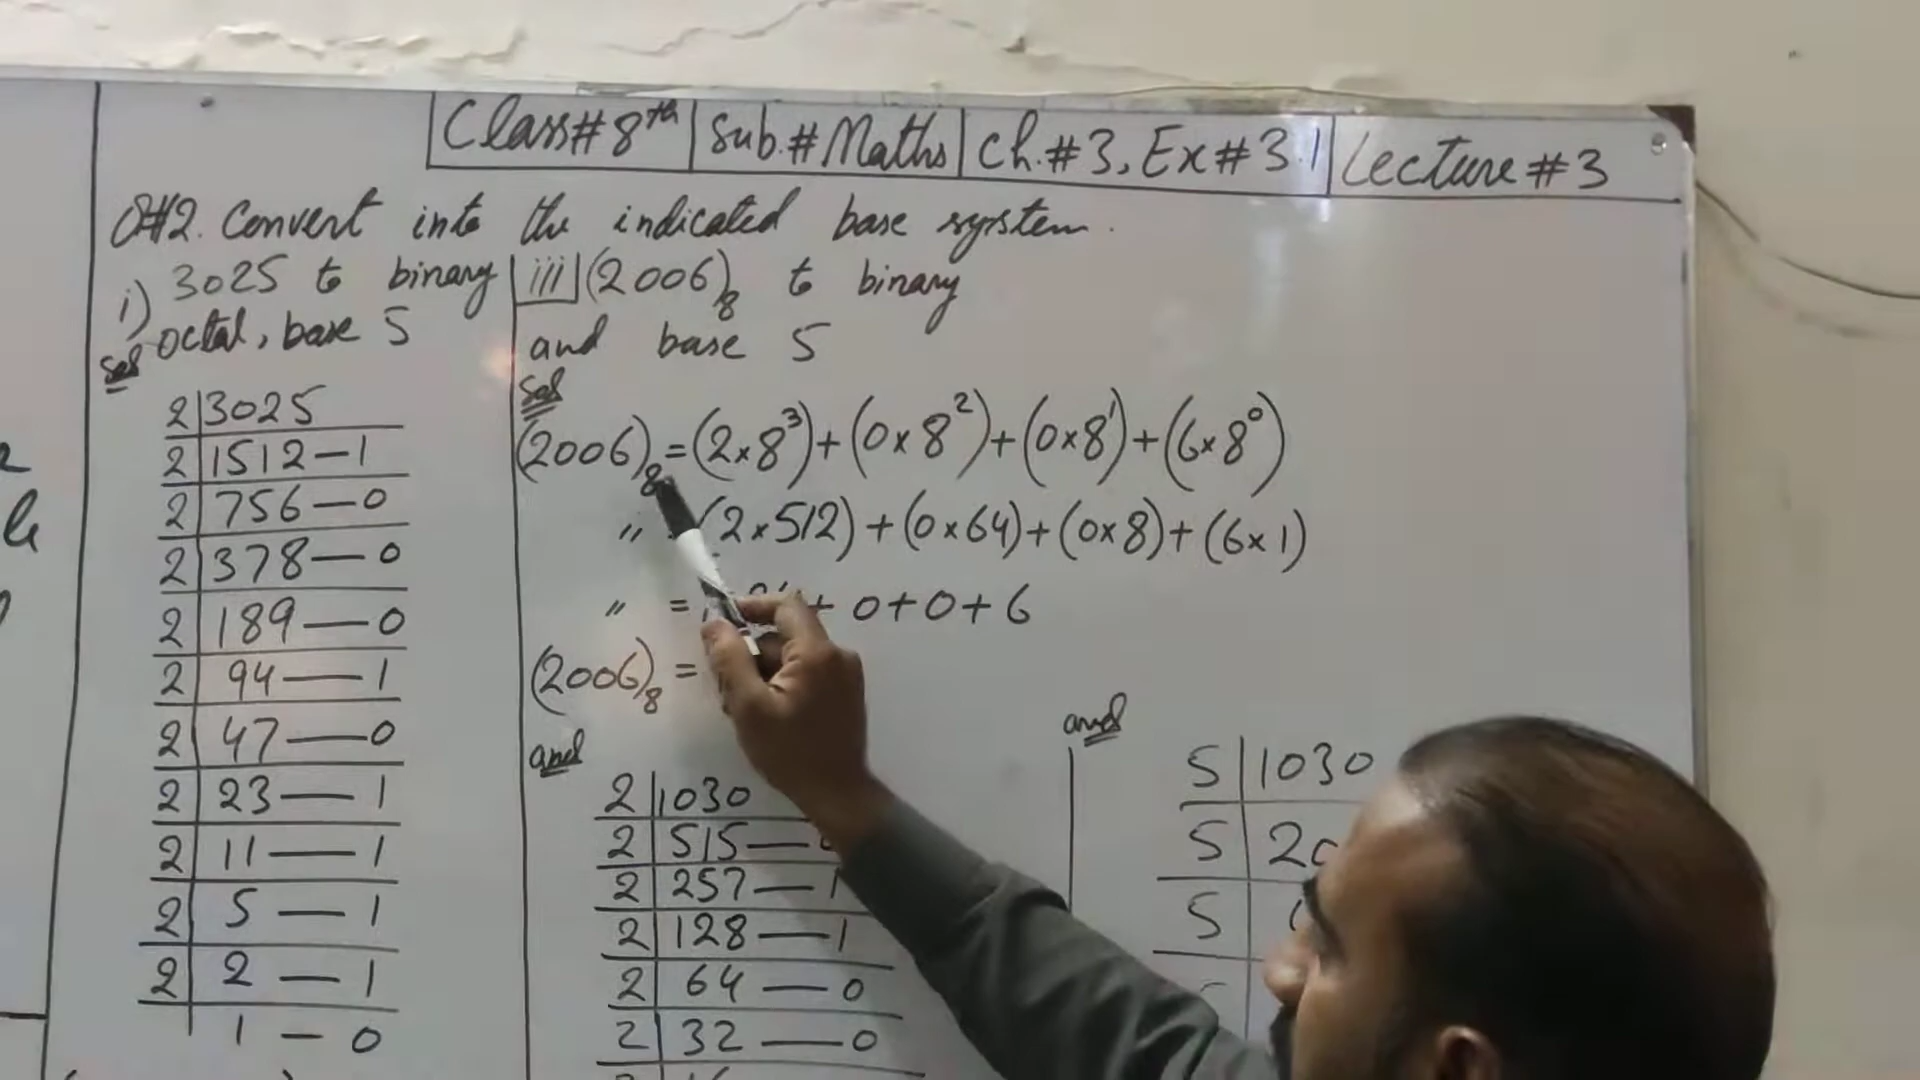 Class#8th | Sub.#Maths | Ch.#3, Ex#3.1 | Lecture#3
Q#2. Convert into the indicated base system.
i) 3025 to binary
octal, base 5
Sol
2|3025
2|1512—1
2|756—0
2|378—0
2|189—0
2|94—1
2|47—0
2|23—1
2|11—1
2|5—1
2|2—1
1—0
iii (2006)₈ to binary
and base 5
Sol
(2006)₈=(2×8³)+(0×8²)+(0×8¹)+(6×8⁰)
〃 (2×512)+(0×64)+(0×8)+(6×1)
〃 = + 0+0+6
(2006)₈ =
and
2|1030
2|515—
2|257—1
2|128—1
2|64—0
2|32—0
and
5|1030
5|20
5